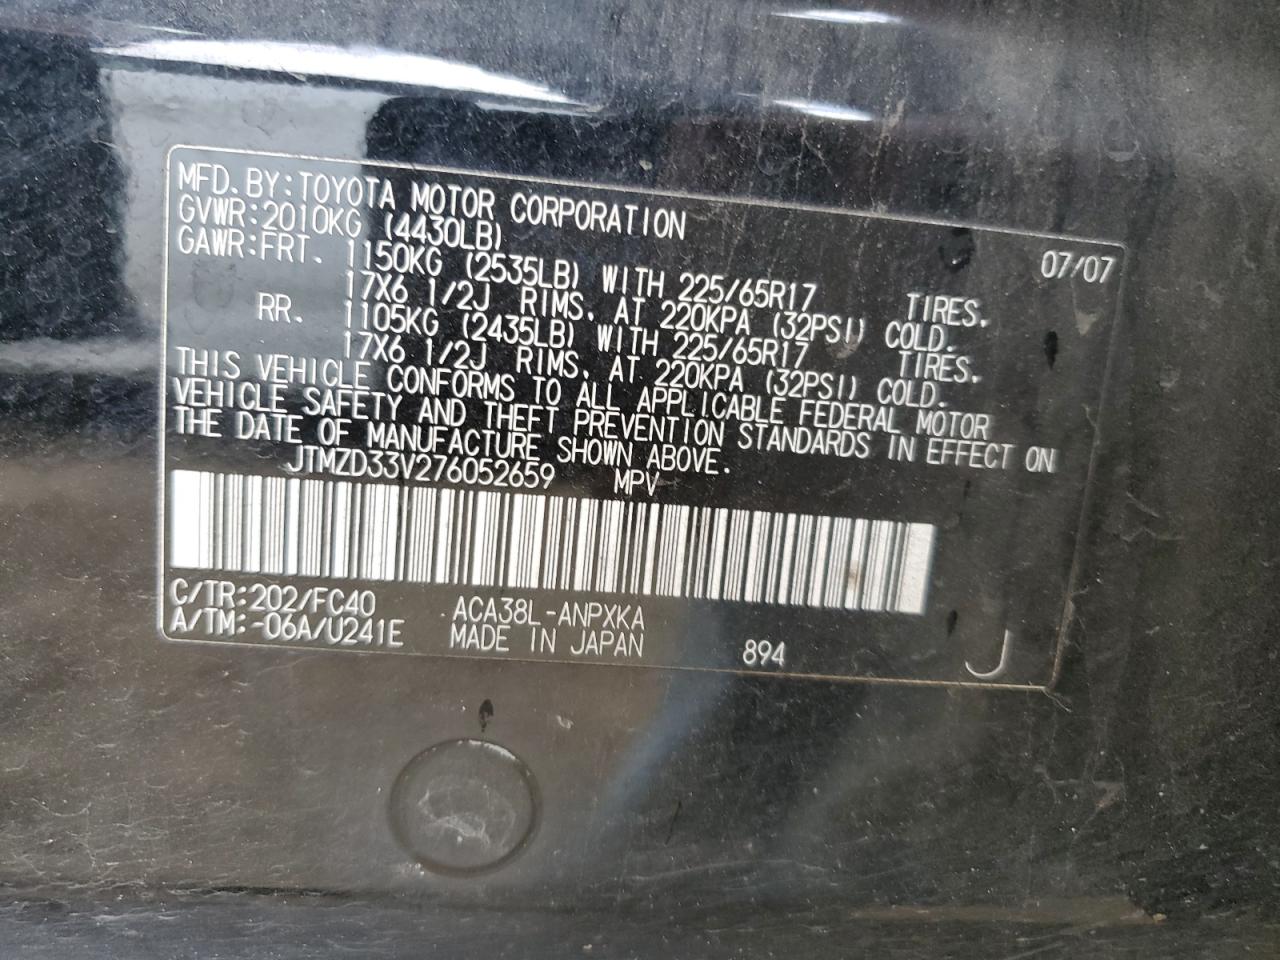 MFD.BY:TOYOTA MOTOR CORPORATION 07/07
GVWR:2010KG (4430LB)
GAWR:FRT. 1150KG (2535LB) WITH 225/65R17 TIRES,
17X6 1/2J RIMS, AT 220KPA (32PSI) COLD.
RR. 1105KG (2435LB) WITH 225/65R17 TIRES,
17X6 1/2J RIMS, AT 220KPA (32PSI) COLD.
THIS VEHICLE CONFORMS TO ALL APPLICABLE FEDERAL MOTOR
VEHICLE SAFETY AND THEFT PREVENTION STANDARDS IN EFFECT ON
THE DATE OF MANUFACTURE SHOWN ABOVE.
JTMZD33V276052659 MPV
C/TR:202/FC40 ACA38L-ANPXKA
A/TM:-06A/U241E MADE IN JAPAN 894 J